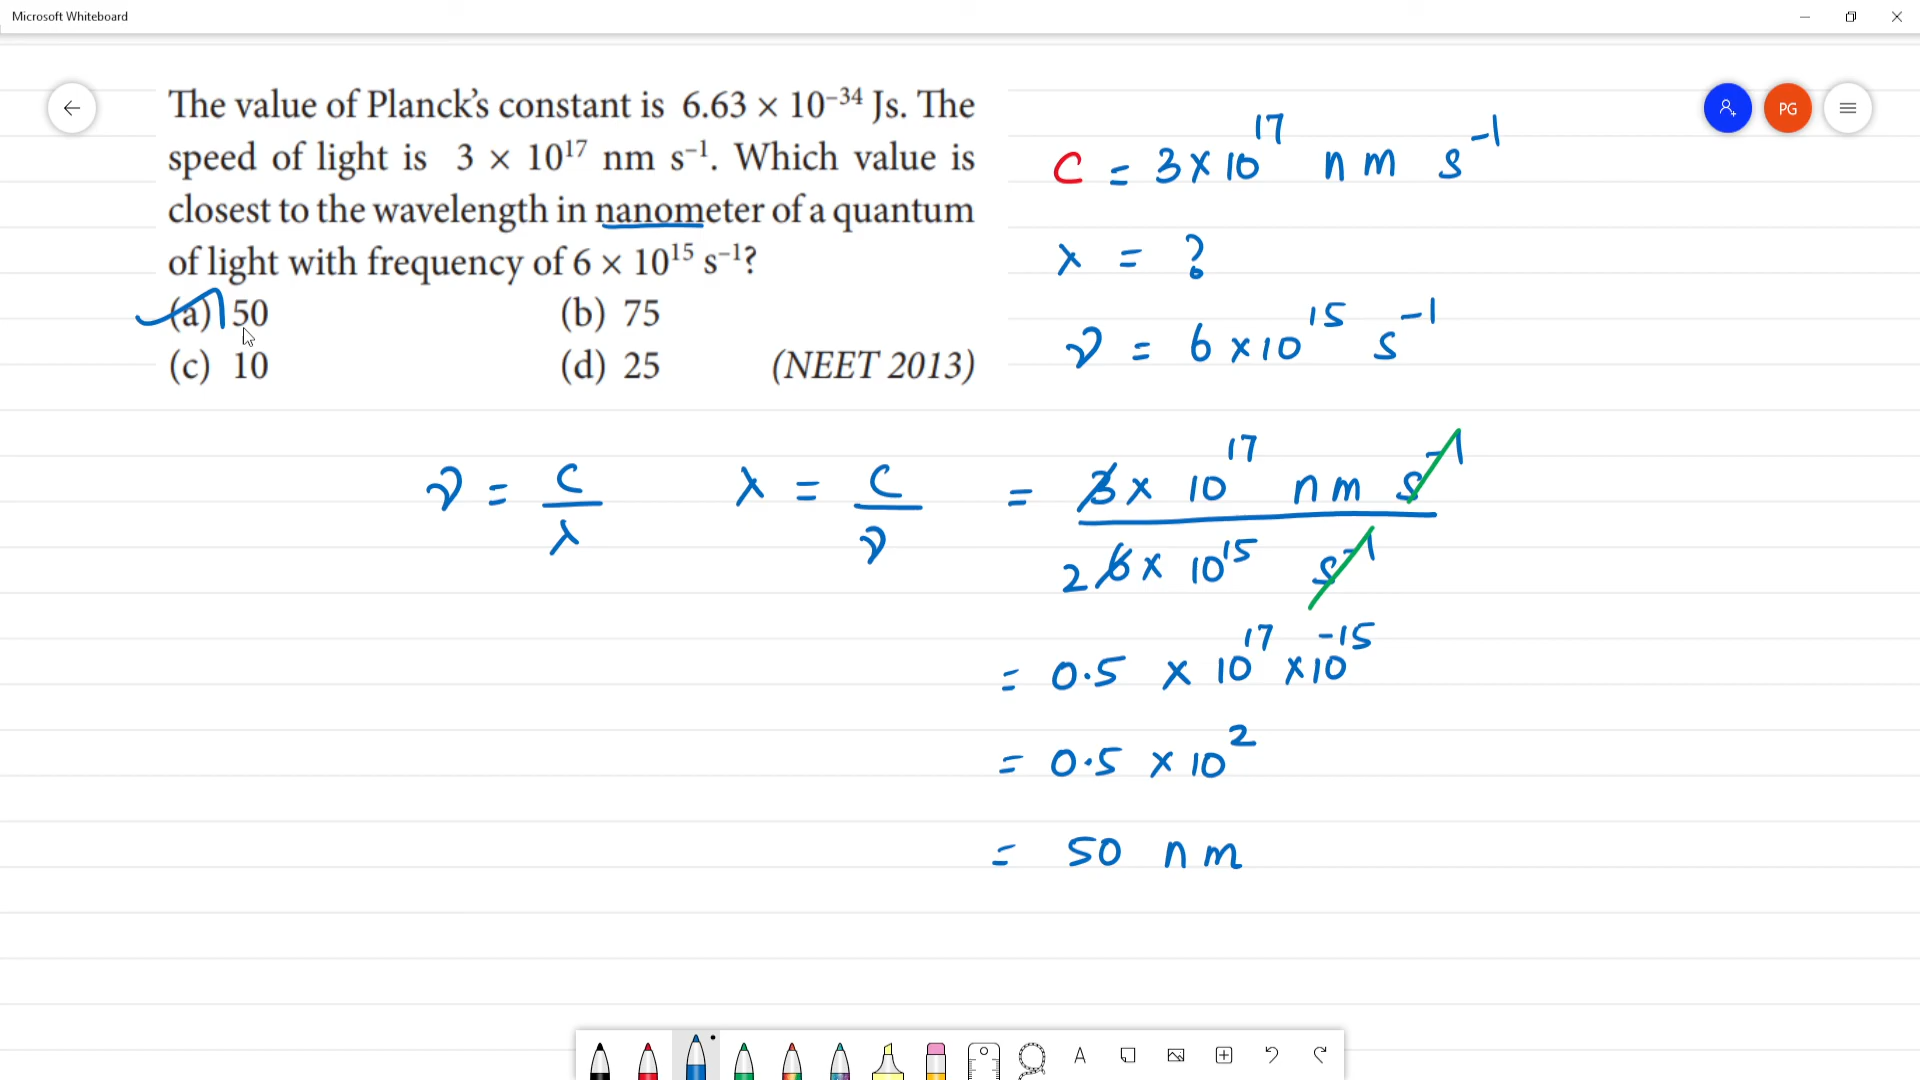 Microsoft Whiteboard
The value of Planck's constant is 6.63 × 10⁻³⁴ Js. The
speed of light is 3 × 10¹⁷ nm s⁻¹. Which value is
closest to the wavelength in nanometer of a quantum
of light with frequency of 6 × 10¹⁵ s⁻¹?
(a) 50 (b) 75
(c) 10 (d) 25 (NEET 2013)
PG
C = 3 × 10¹⁷ nm s⁻¹
λ = ?
ν = 6 × 10¹⁵ s⁻¹
ν = C/λ λ = C/ν = 3 × 10¹⁷ nm s⁻¹
2 6 × 10¹⁵ s⁻¹
= 0.5 × 10¹⁷ × 10⁻¹⁵
= 0.5 × 10²
= 50 nm
A